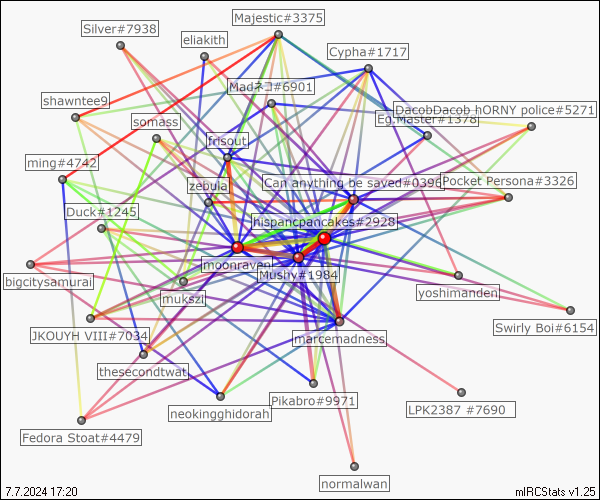 Majestic#3375
Silver#7938
eliakith
Cypha#1717
Madネコ#6901
shawntee9
DacobDacob hORNY police#5271
Eg.Master#1378
somass
frisout
ming#4742
zebula
Can anything be saved#0396
Pocket Persona#3326
Duck#1245
hispancpancakes#2928
moonraven
Mushy#1984
bigcitysamurai
mukszi
yoshimanden
JKOUYH VIII#7034
marcemadness
Swirly Boi#6154
thesecondtwat
Pikabro#9971
neokingghidorah
LPK2387 #7690
Fedora Stoat#4479
normalwan
7.7.2024 17:20
mIRCStats v1.25